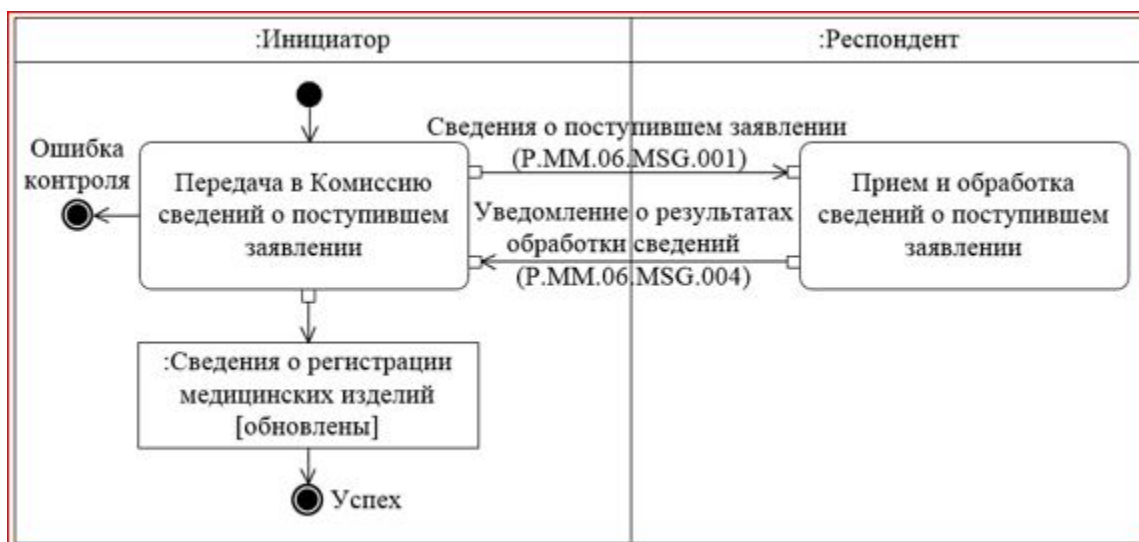 :Инициатор
:Респондент
Сведения о поступившем заявлении
(P.MM.06.MSG.001)
Ошибка
контроля
Передача в Комиссию
сведений о поступившем
заявлении
Уведомление о результатах
обработки сведений
(P.MM.06.MSG.004)
Прием и обработка
сведений о поступившем
заявлении
:Сведения о регистрации
медицинских изделий
[обновлены]
Успех